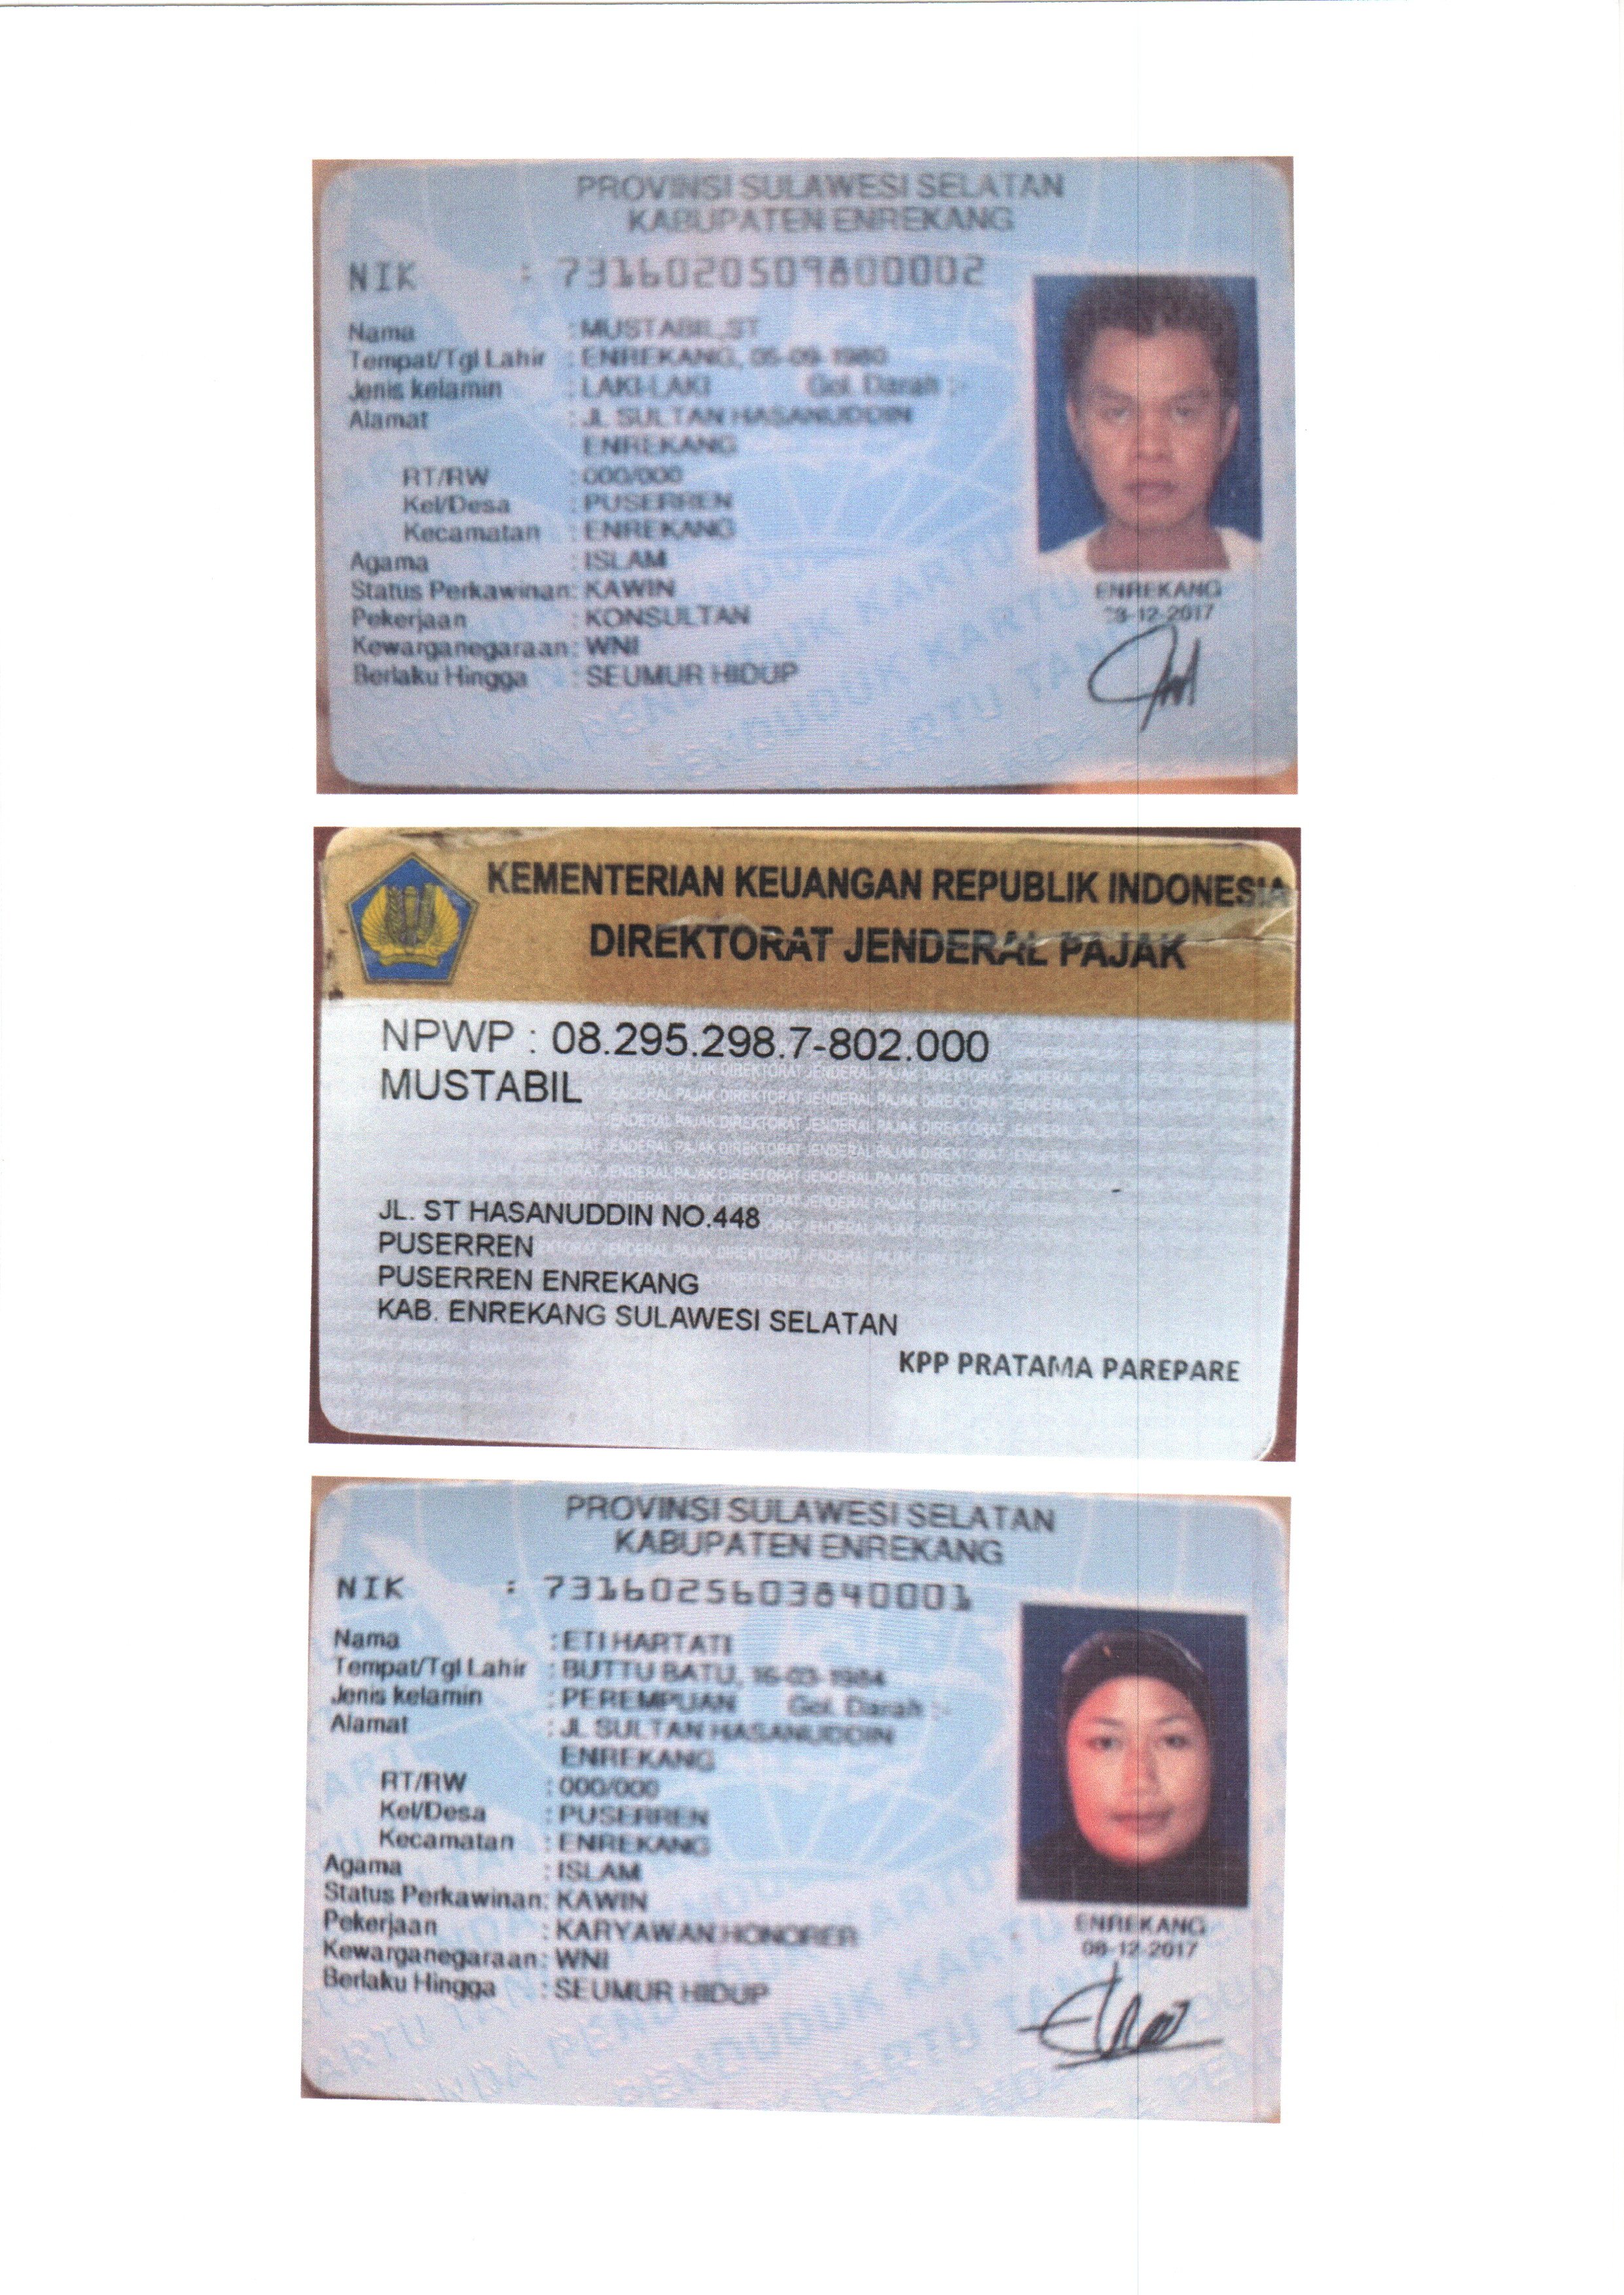 PROVINSI SULAWESI SELATAN
KABUPATEN ENREKANG
NIK : 7316020509800002
Nama : MUSTABIL,ST
Tempat/Tgl Lahir : ENREKANG, 05-09-1980
Jenis kelamin : LAKI-LAKI Gol. Darah :-
Alamat : JL SULTAN HASANUDDIN
ENREKANG
RT/RW : 000/000
Kel/Desa : PUSERREN
Kecamatan : ENREKANG
Agama : ISLAM
Status Perkawinan: KAWIN
Pekerjaan : KONSULTAN
Kewarganegaraan: WNI
Berlaku Hingga : SEUMUR HIDUP
ENREKANG
KEMENTERIAN KEUANGAN REPUBLIK INDONESIA
DIREKTORAT JENDERAL PAJAK
NPWP : 08.295.298.7-802.000
MUSTABIL
JL. ST HASANUDDIN NO.448
PUSERREN
PUSERREN ENREKANG
KAB. ENREKANG SULAWESI SELATAN
KPP PRATAMA PAREPARE
PROVINSI SULAWESI SELATAN
KABUPATEN ENREKANG
NIK : 7316025603840001
Nama : ETI HARTATI
Tempat/Tgl Lahir : BUTTU BATU, 16-03-1984
Jenis kelamin : PEREMPUAN Gol. Darah :-
Alamat : JL SULTAN HASANUDDIN
ENREKANG
RT/RW : 000/000
Kel/Desa : PUSERREN
Kecamatan : ENREKANG
Agama : ISLAM
Status Perkawinan: KAWIN
Pekerjaan : KARYAWAN HONORER
Kewarganegaraan: WNI
Berlaku Hingga : SEUMUR HIDUP
ENREKANG
08-12-2017